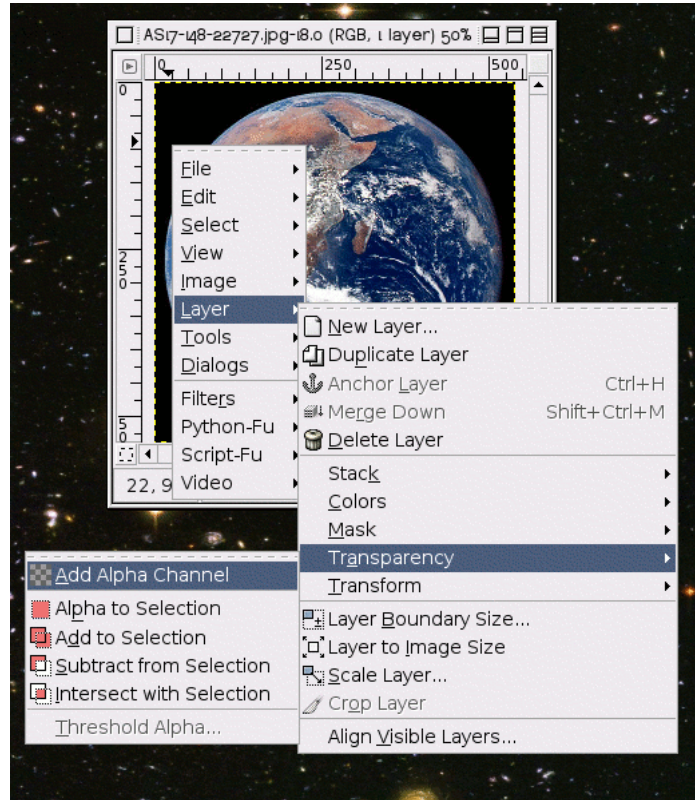 AS17-148-22727.jpg-18.0 (RGB, 1 layer) 50%
0 250 500
0
250
50
File
Edit
Select
View
Image
Layer
Tools
Dialogs
Filters
Python-Fu
Script-Fu
Video
22, 9
New Layer...
Duplicate Layer
Anchor Layer Ctrl+H
Merge Down Shift+Ctrl+M
Delete Layer
Stack
Colors
Mask
Transparency
Transform
Layer Boundary Size...
Layer to Image Size
Scale Layer...
Crop Layer
Align Visible Layers...
Add Alpha Channel
Alpha to Selection
Add to Selection
Subtract from Selection
Intersect with Selection
Threshold Alpha...